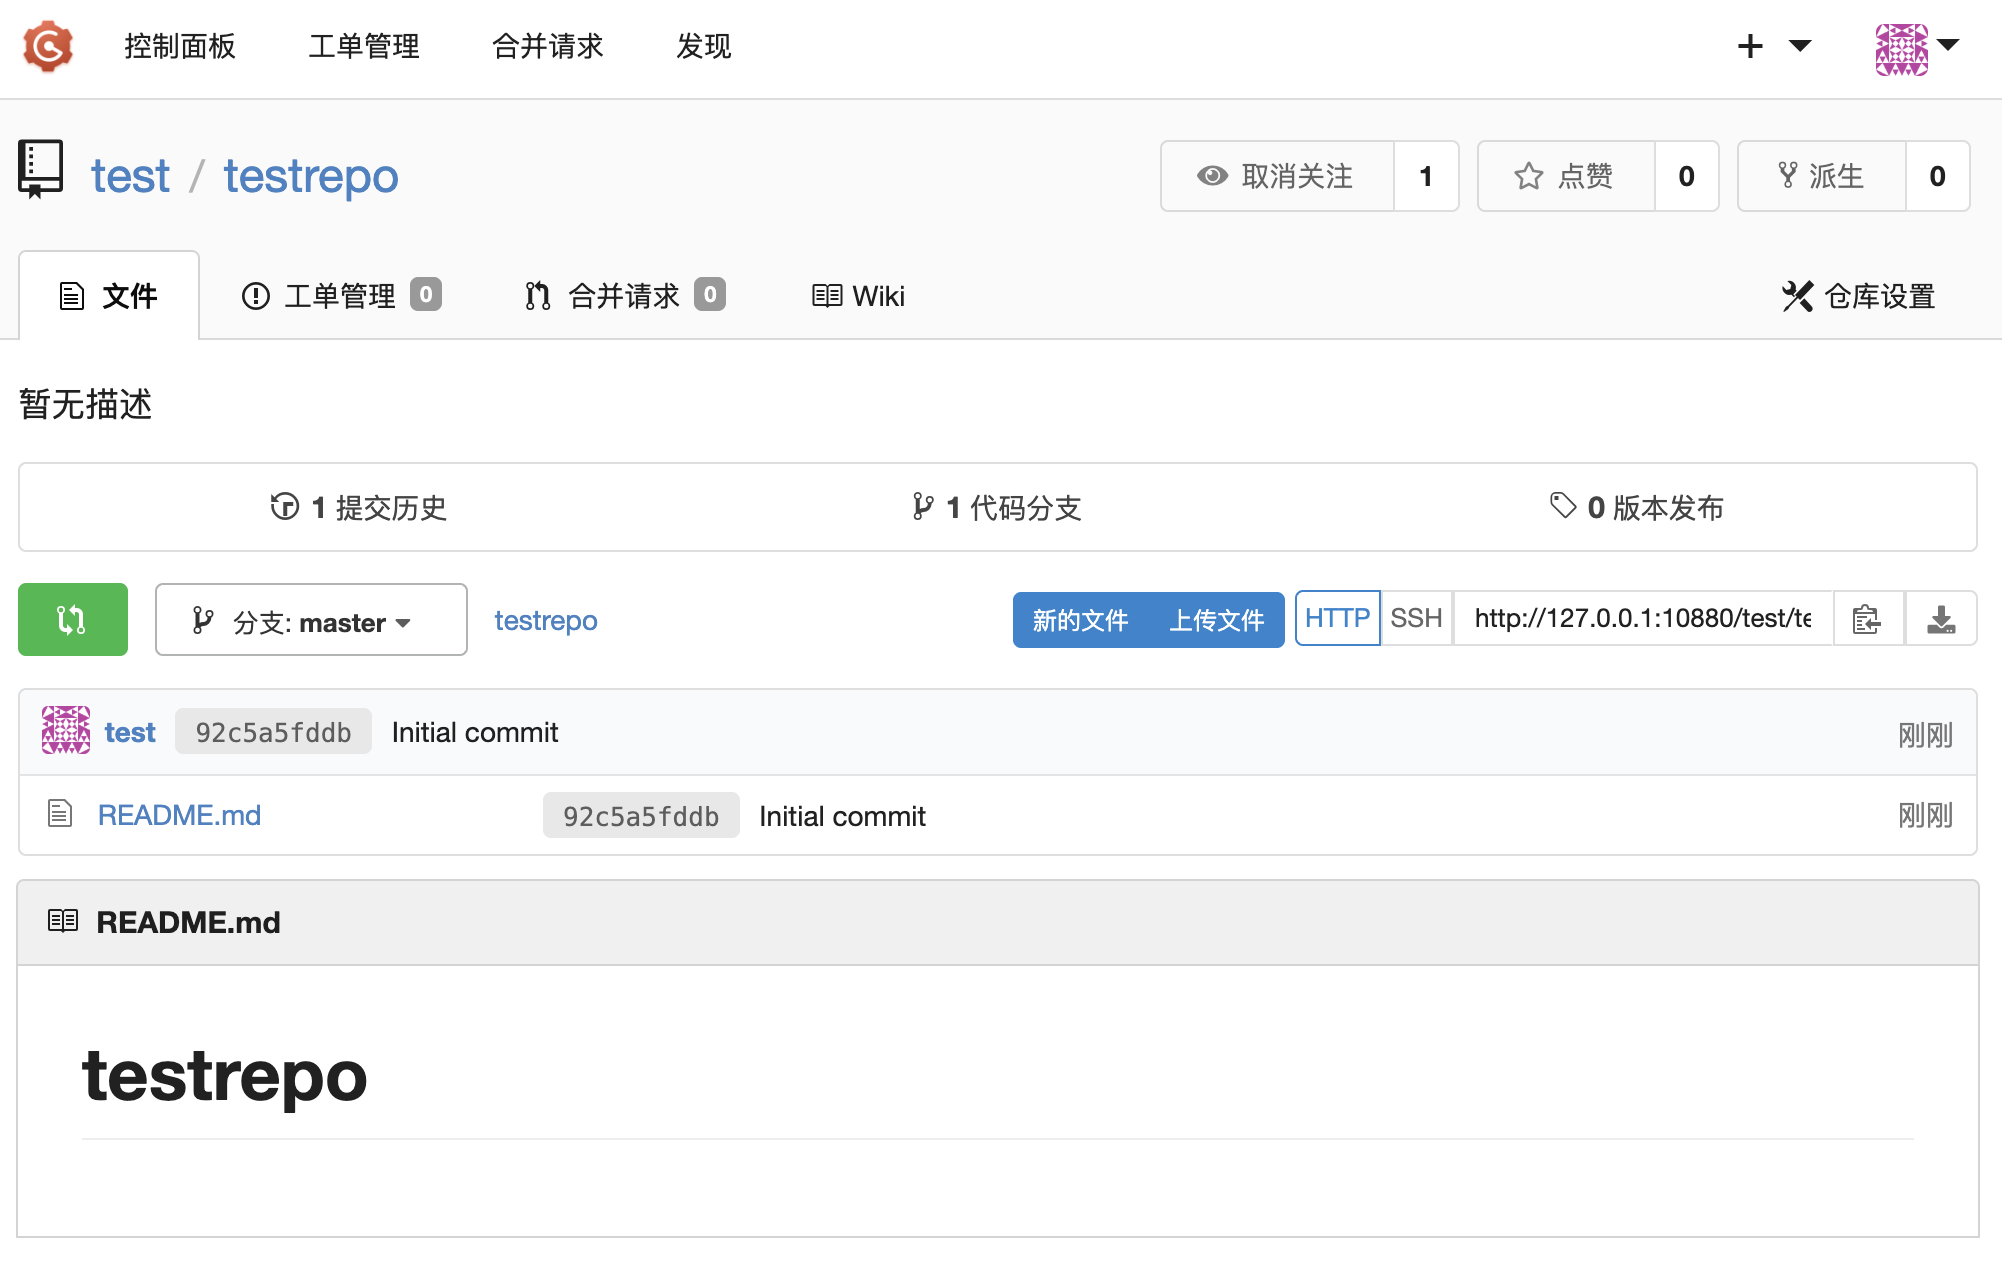 控制面板 工单管理 合并请求 发现
test / testrepo 取消关注 1 点赞 0 派生 0
文件 工单管理 0 合并请求 0 Wiki 仓库设置
暂无描述
1 提交历史 1 代码分支 0 版本发布
分支: master testrepo 新的文件 上传文件 HTTP SSH http://127.0.0.1:10880/test/te
test 92c5a5fddb Initial commit 刚刚
README.md 92c5a5fddb Initial commit 刚刚
README.md
testrepo